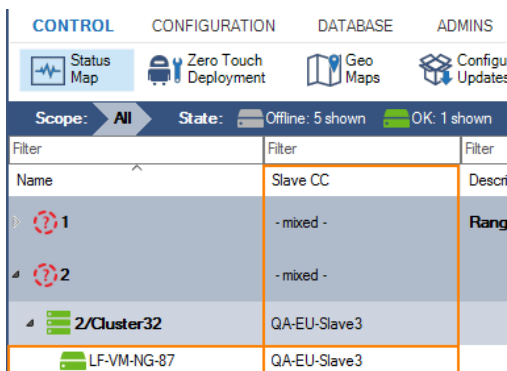 CONTROL CONFIGURATION DATABASE ADMINS
Status Map Zero Touch Deployment Geo Maps Configu Updates
Scope: All State: Offline: 5 shown OK: 1 shown
Filter Filter Filter
Name Slave CC Descri
? 1 - mixed - Rang
? 2 - mixed -
2/Cluster32 QA-EU-Slave3
LF-VM-NG-87 QA-EU-Slave3